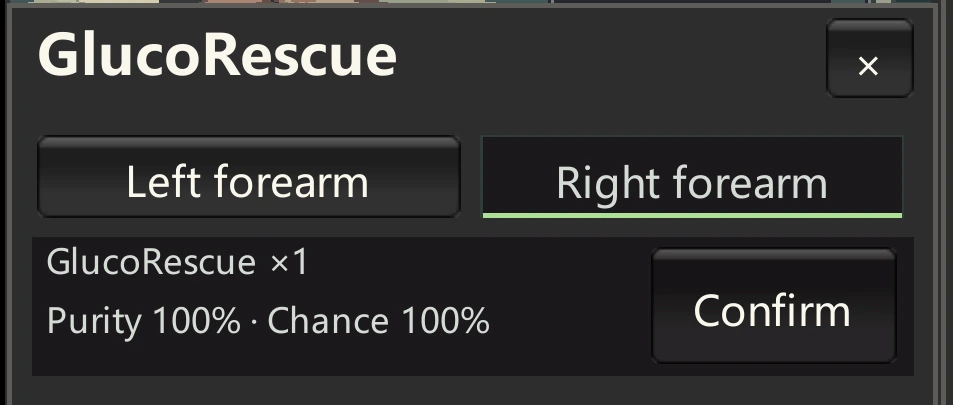 GlucoRescue
×
Left forearm
Right forearm
GlucoRescue ×1
Purity 100% · Chance 100%
Confirm